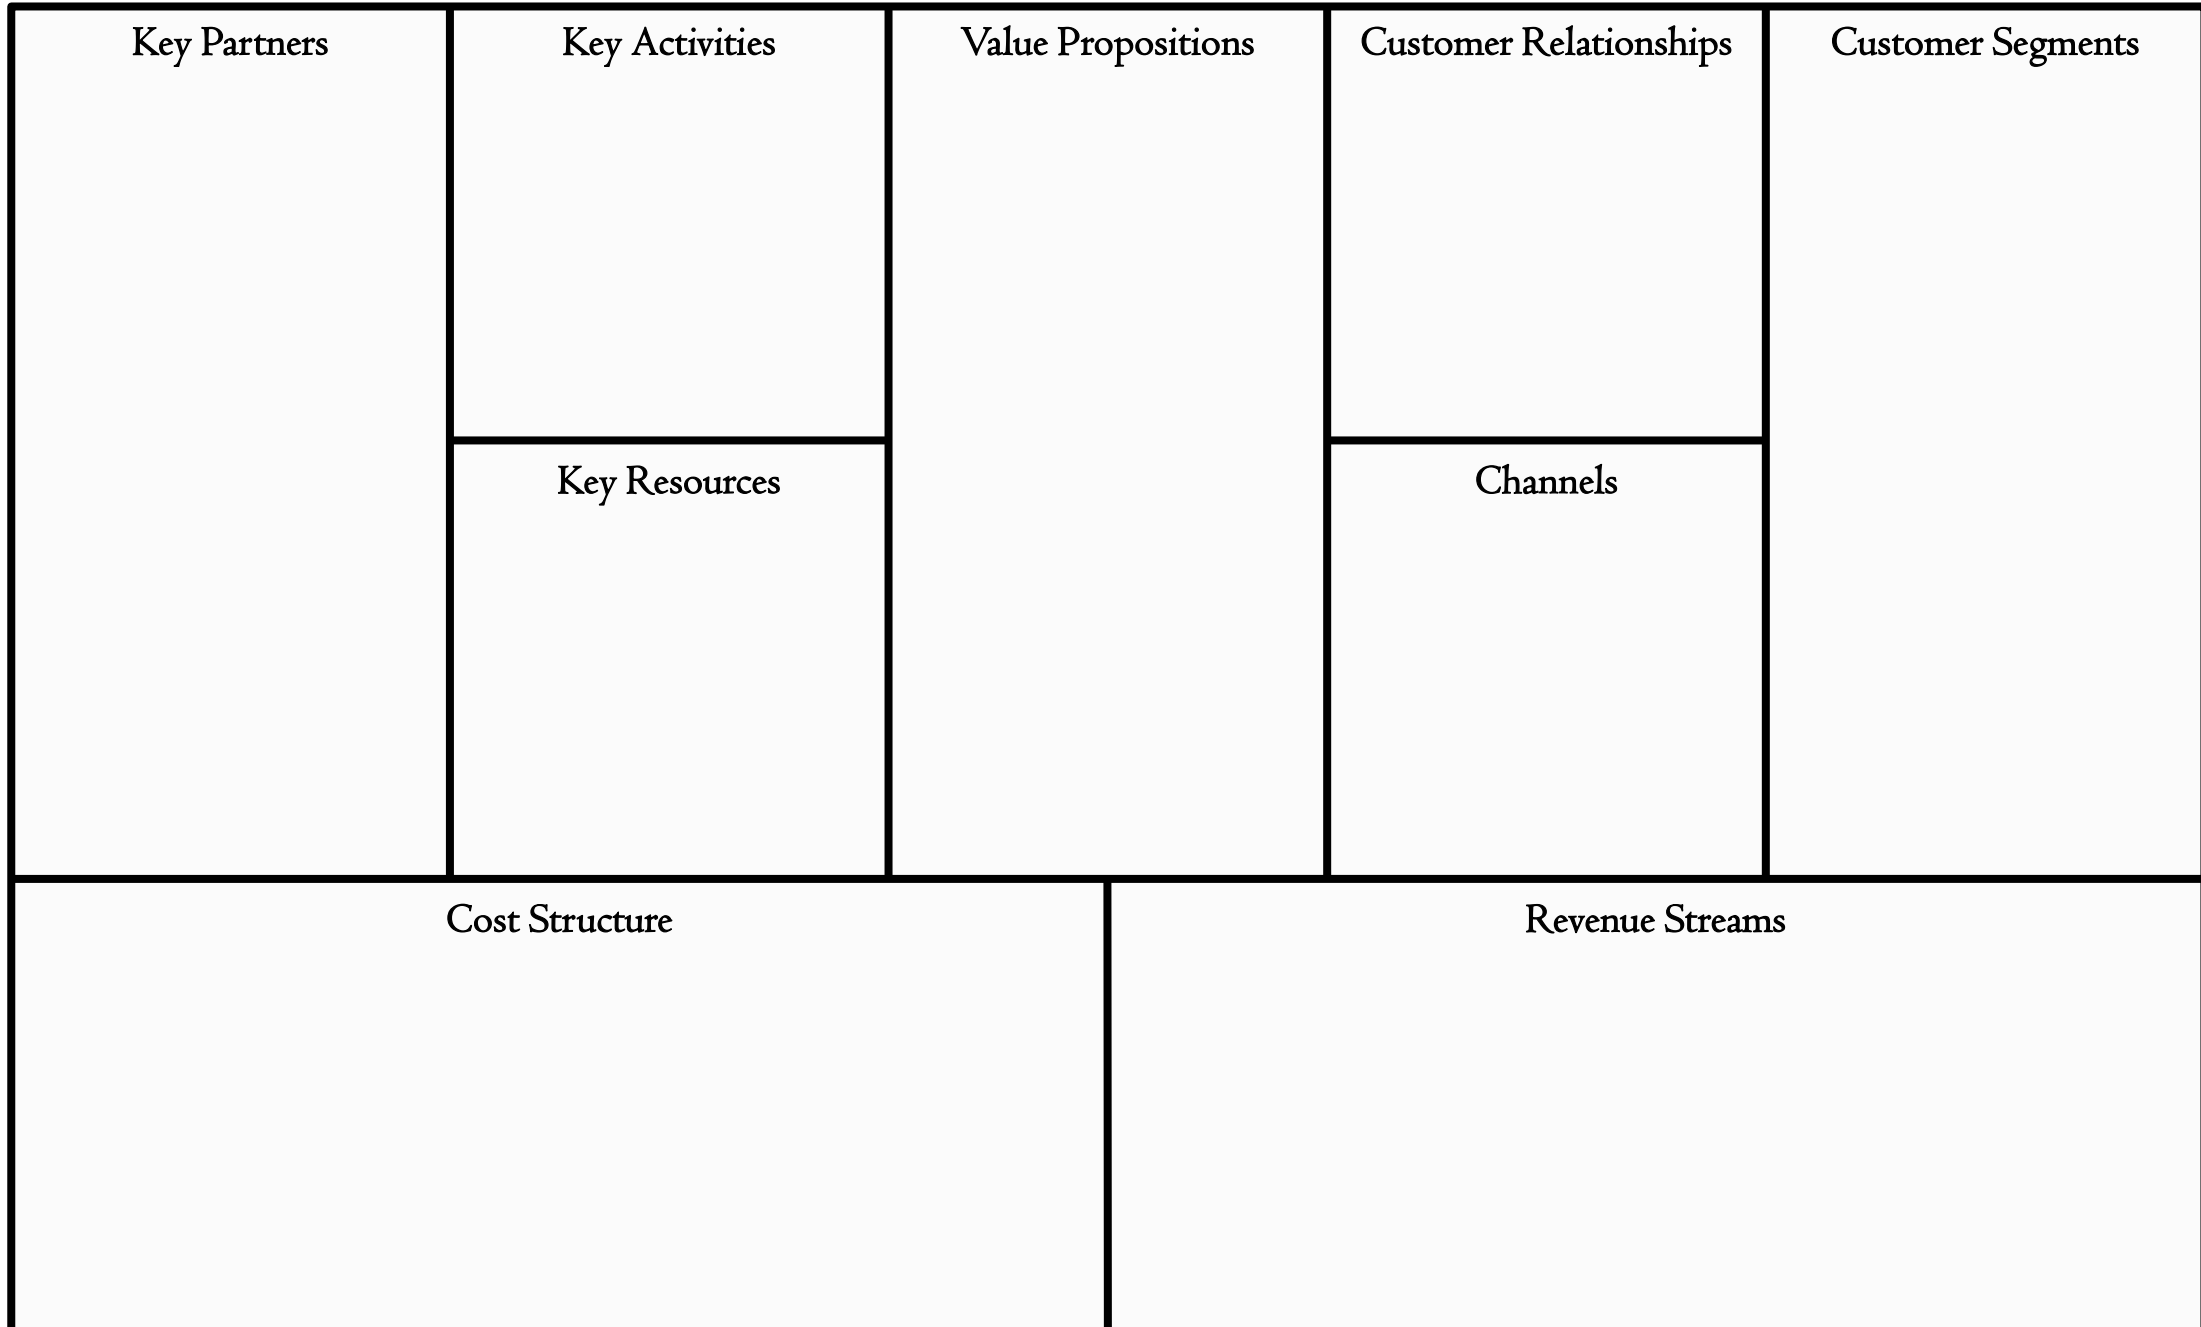 Key Partners
Key Activities
Value Propositions
Customer Relationships
Customer Segments
Key Resources
Channels
Cost Structure
Revenue Streams